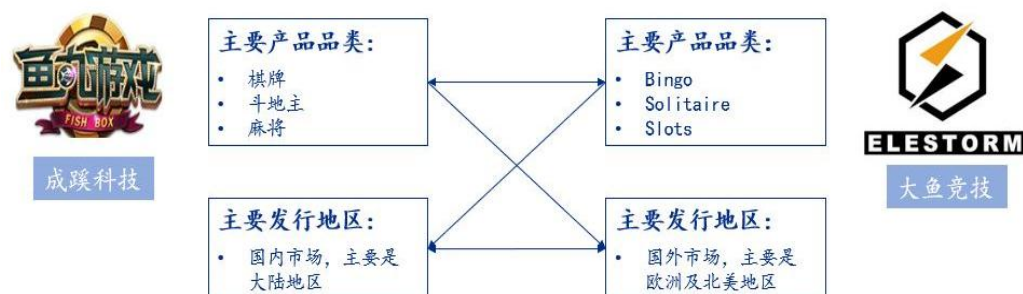 鱼丸游戏
FISH BOX
成蹊科技
主要产品品类：
• 棋牌
• 斗地主
• 麻将
主要产品品类：
• Bingo
• Solitaire
• Slots
ELESTORM
大鱼竞技
主要发行地区：
• 国内市场，主要是
大陆地区
主要发行地区：
• 国外市场，主要是
欧洲及北美地区